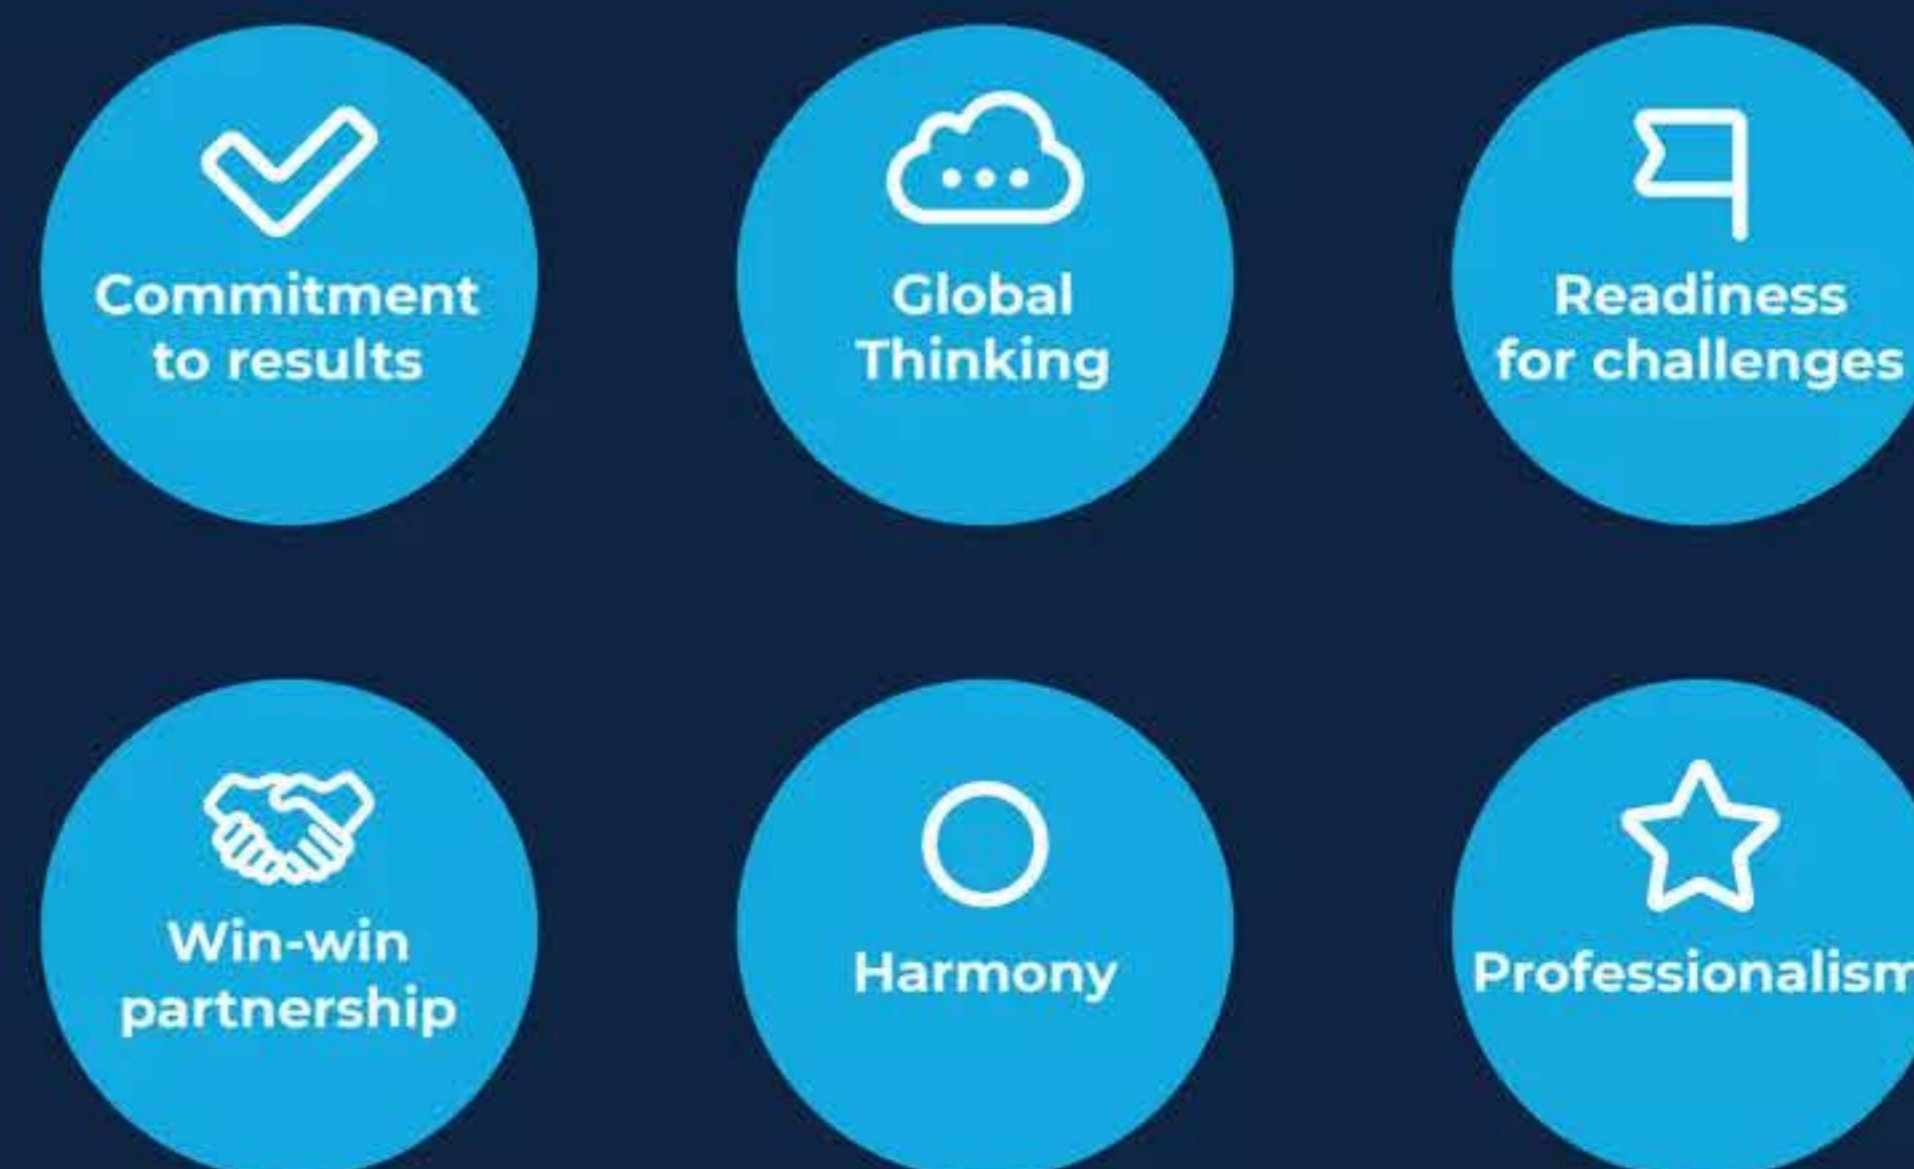 Commitment
to results
Global
Thinking
Readiness
for challenges
Win-win
partnership
Harmony
Professionalism